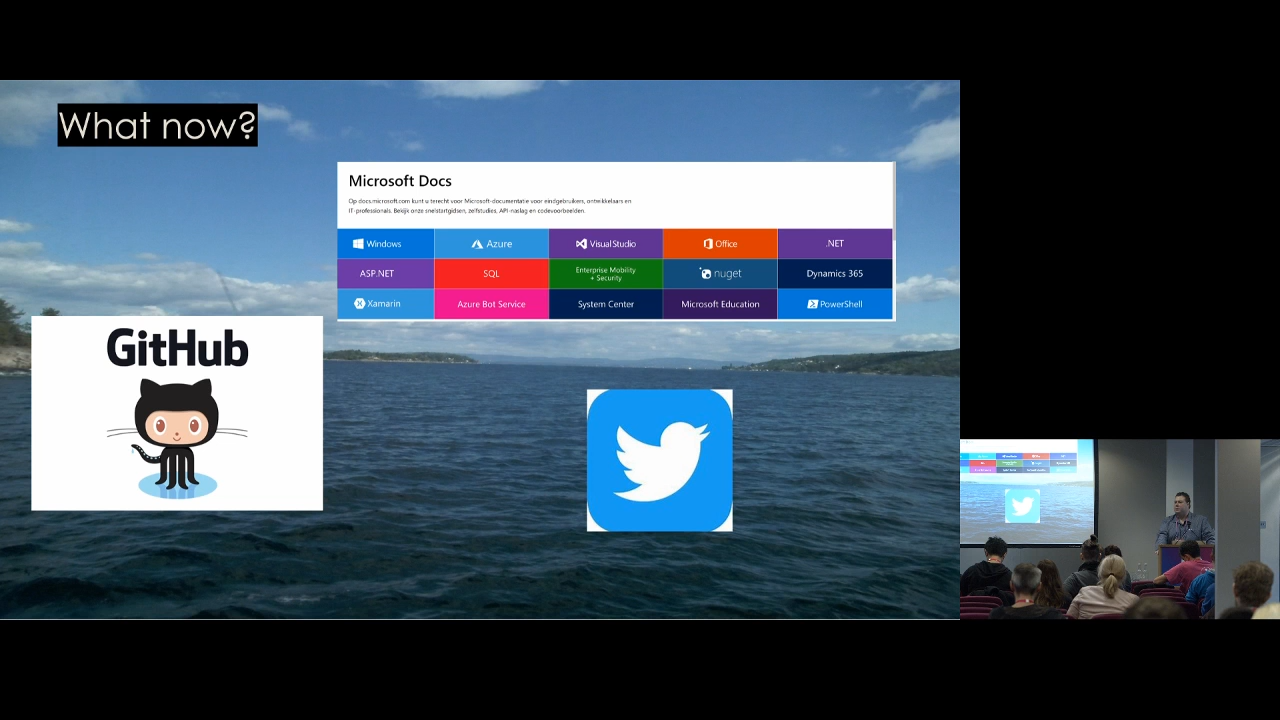 What now?
Microsoft Docs
Op docs.microsoft.com kunt u terecht voor Microsoft-documentatie voor eindgebruikers, ontwikkelaars en
IT-professionals. Bekijk onze snelstartgidsen, zelfstudies, API-naslag en codevoorbeelden.
Windows
Azure
Visual Studio
Office
.NET
ASP.NET
SQL
Enterprise Mobility
+ Security
nuget
Dynamics 365
Xamarin
Azure Bot Service
System Center
Microsoft Education
PowerShell
GitHub